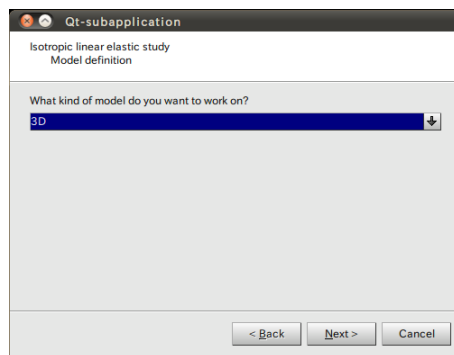 Qt-subapplication
Isotropic linear elastic study
Model definition
What kind of model do you want to work on?
3D
< Back
Next >
Cancel